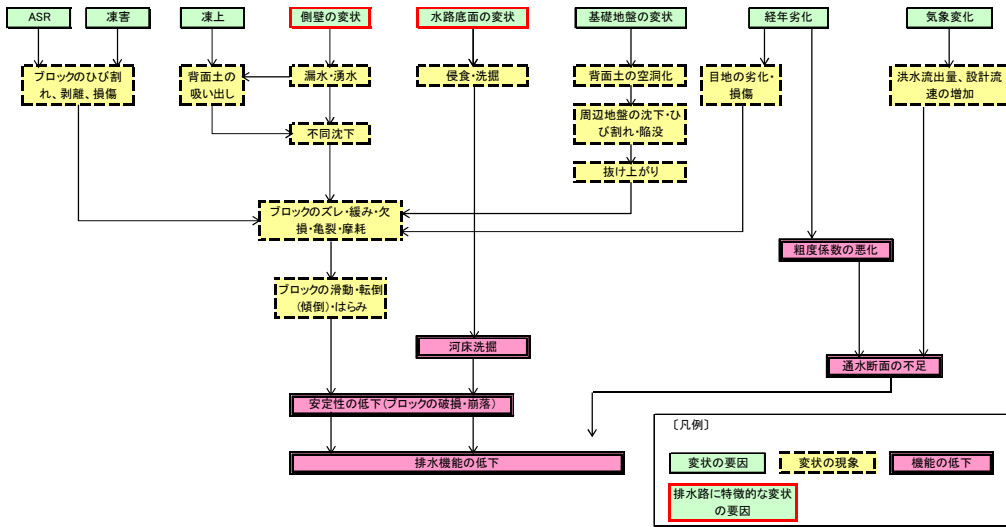 ASR
凍害
凍上
側壁の変状
水路底面の変状
基礎地盤の変状
経年劣化
気象変化
ブロックのひび割
れ、剥離、損傷
背面土の
吸い出し
漏水・湧水
侵食・洗掘
背面土の空洞化
目地の劣化・
損傷
洪水流出量、設計流
速の増加
不同沈下
周辺地盤の沈下・ひ
び割れ・陥没
抜け上がり
ブロックのズレ・緩み・欠
損・亀裂・摩耗
粗度係数の悪化
ブロックの滑動・転倒
(傾倒)・はらみ
河床洗掘
通水断面の不足
安定性の低下(ブロックの破損・崩落)
排水機能の低下
〔凡例〕
変状の要因
変状の現象
機能の低下
排水路に特徴的な変状
の要因